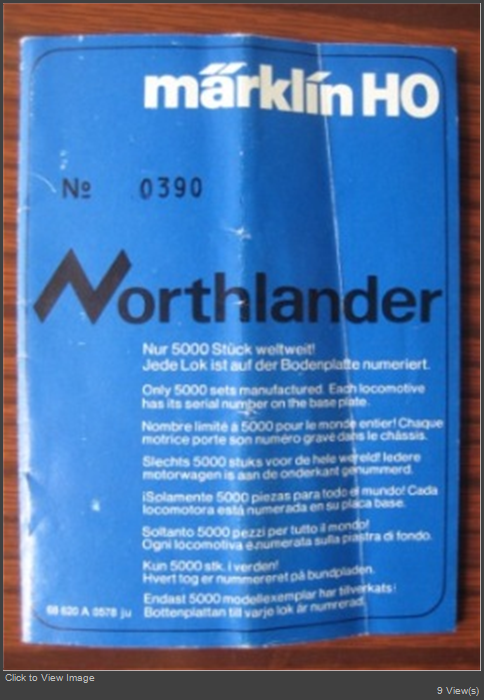 märklin HO
No 0390
Northlander
Nur 5000 Stück weltweit!
Jede Lok ist auf der Bodenplatte numeriert.
Only 5000 sets manufactured. Each locomotive
has its serial number on the base plate.
Nombre limité à 5000 pour le monde entier! Chaque
motrice porte son numéro gravé dans le châssis.
Slechts 5000 stuks voor de hele wereld! Iedere
motorwagen is aan de onderkant genummerd.
¡Solamente 5000 piezas para todo el mundo! Cada
locomotora está numerada en su placa base.
Soltanto 5000 pezzi per tutto il mondo!
Ogni locomotiva è numerata sulla piastra di fondo.
Kun 5000 stk. i verden!
Hvert tog er nummereret på bundpladen.
Endast 5000 modellexemplar har tillverkats!
Bottenplattan till varje lok är numrerad.
68 620 A 0578 ju
Click to View Image
9 View(s)